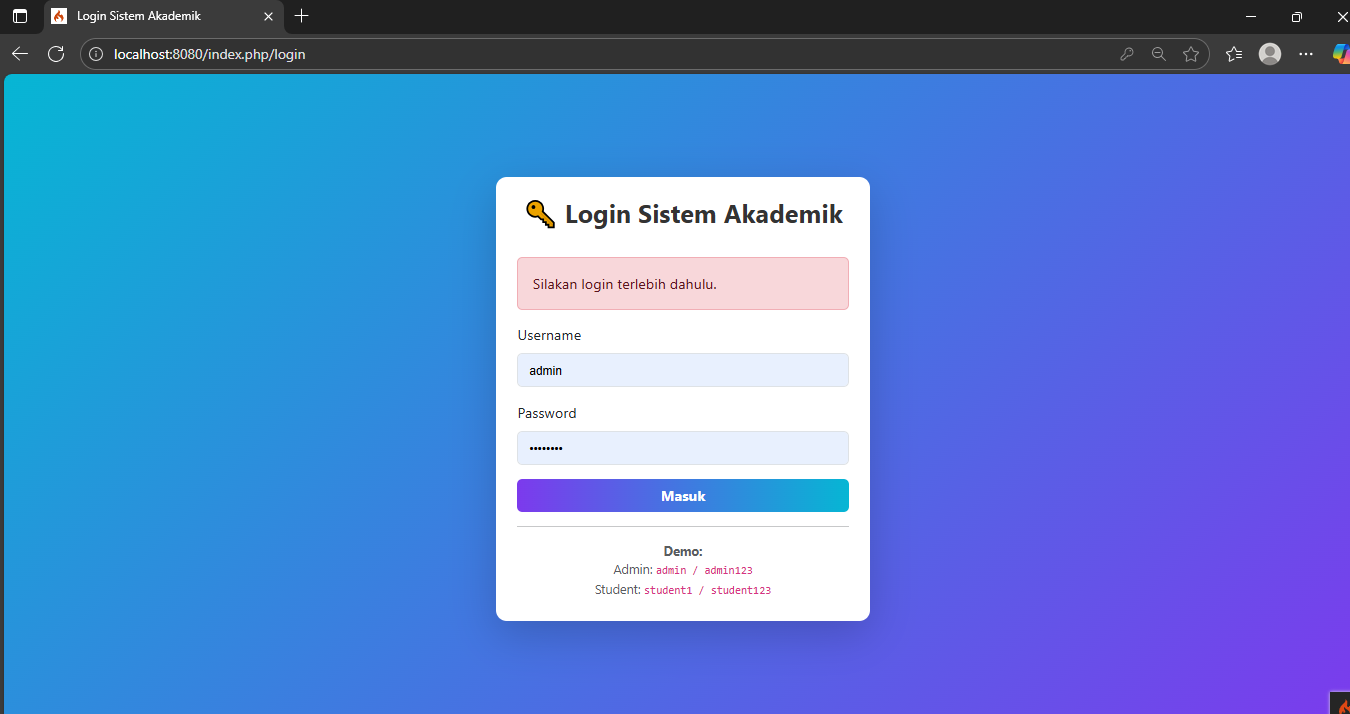 Login Sistem Akademik
localhost:8080/index.php/login
Login Sistem Akademik
Silakan login terlebih dahulu.
Username
admin
Password
••••••••
Masuk
Demo:
Admin: admin / admin123
Student: student1 / student123